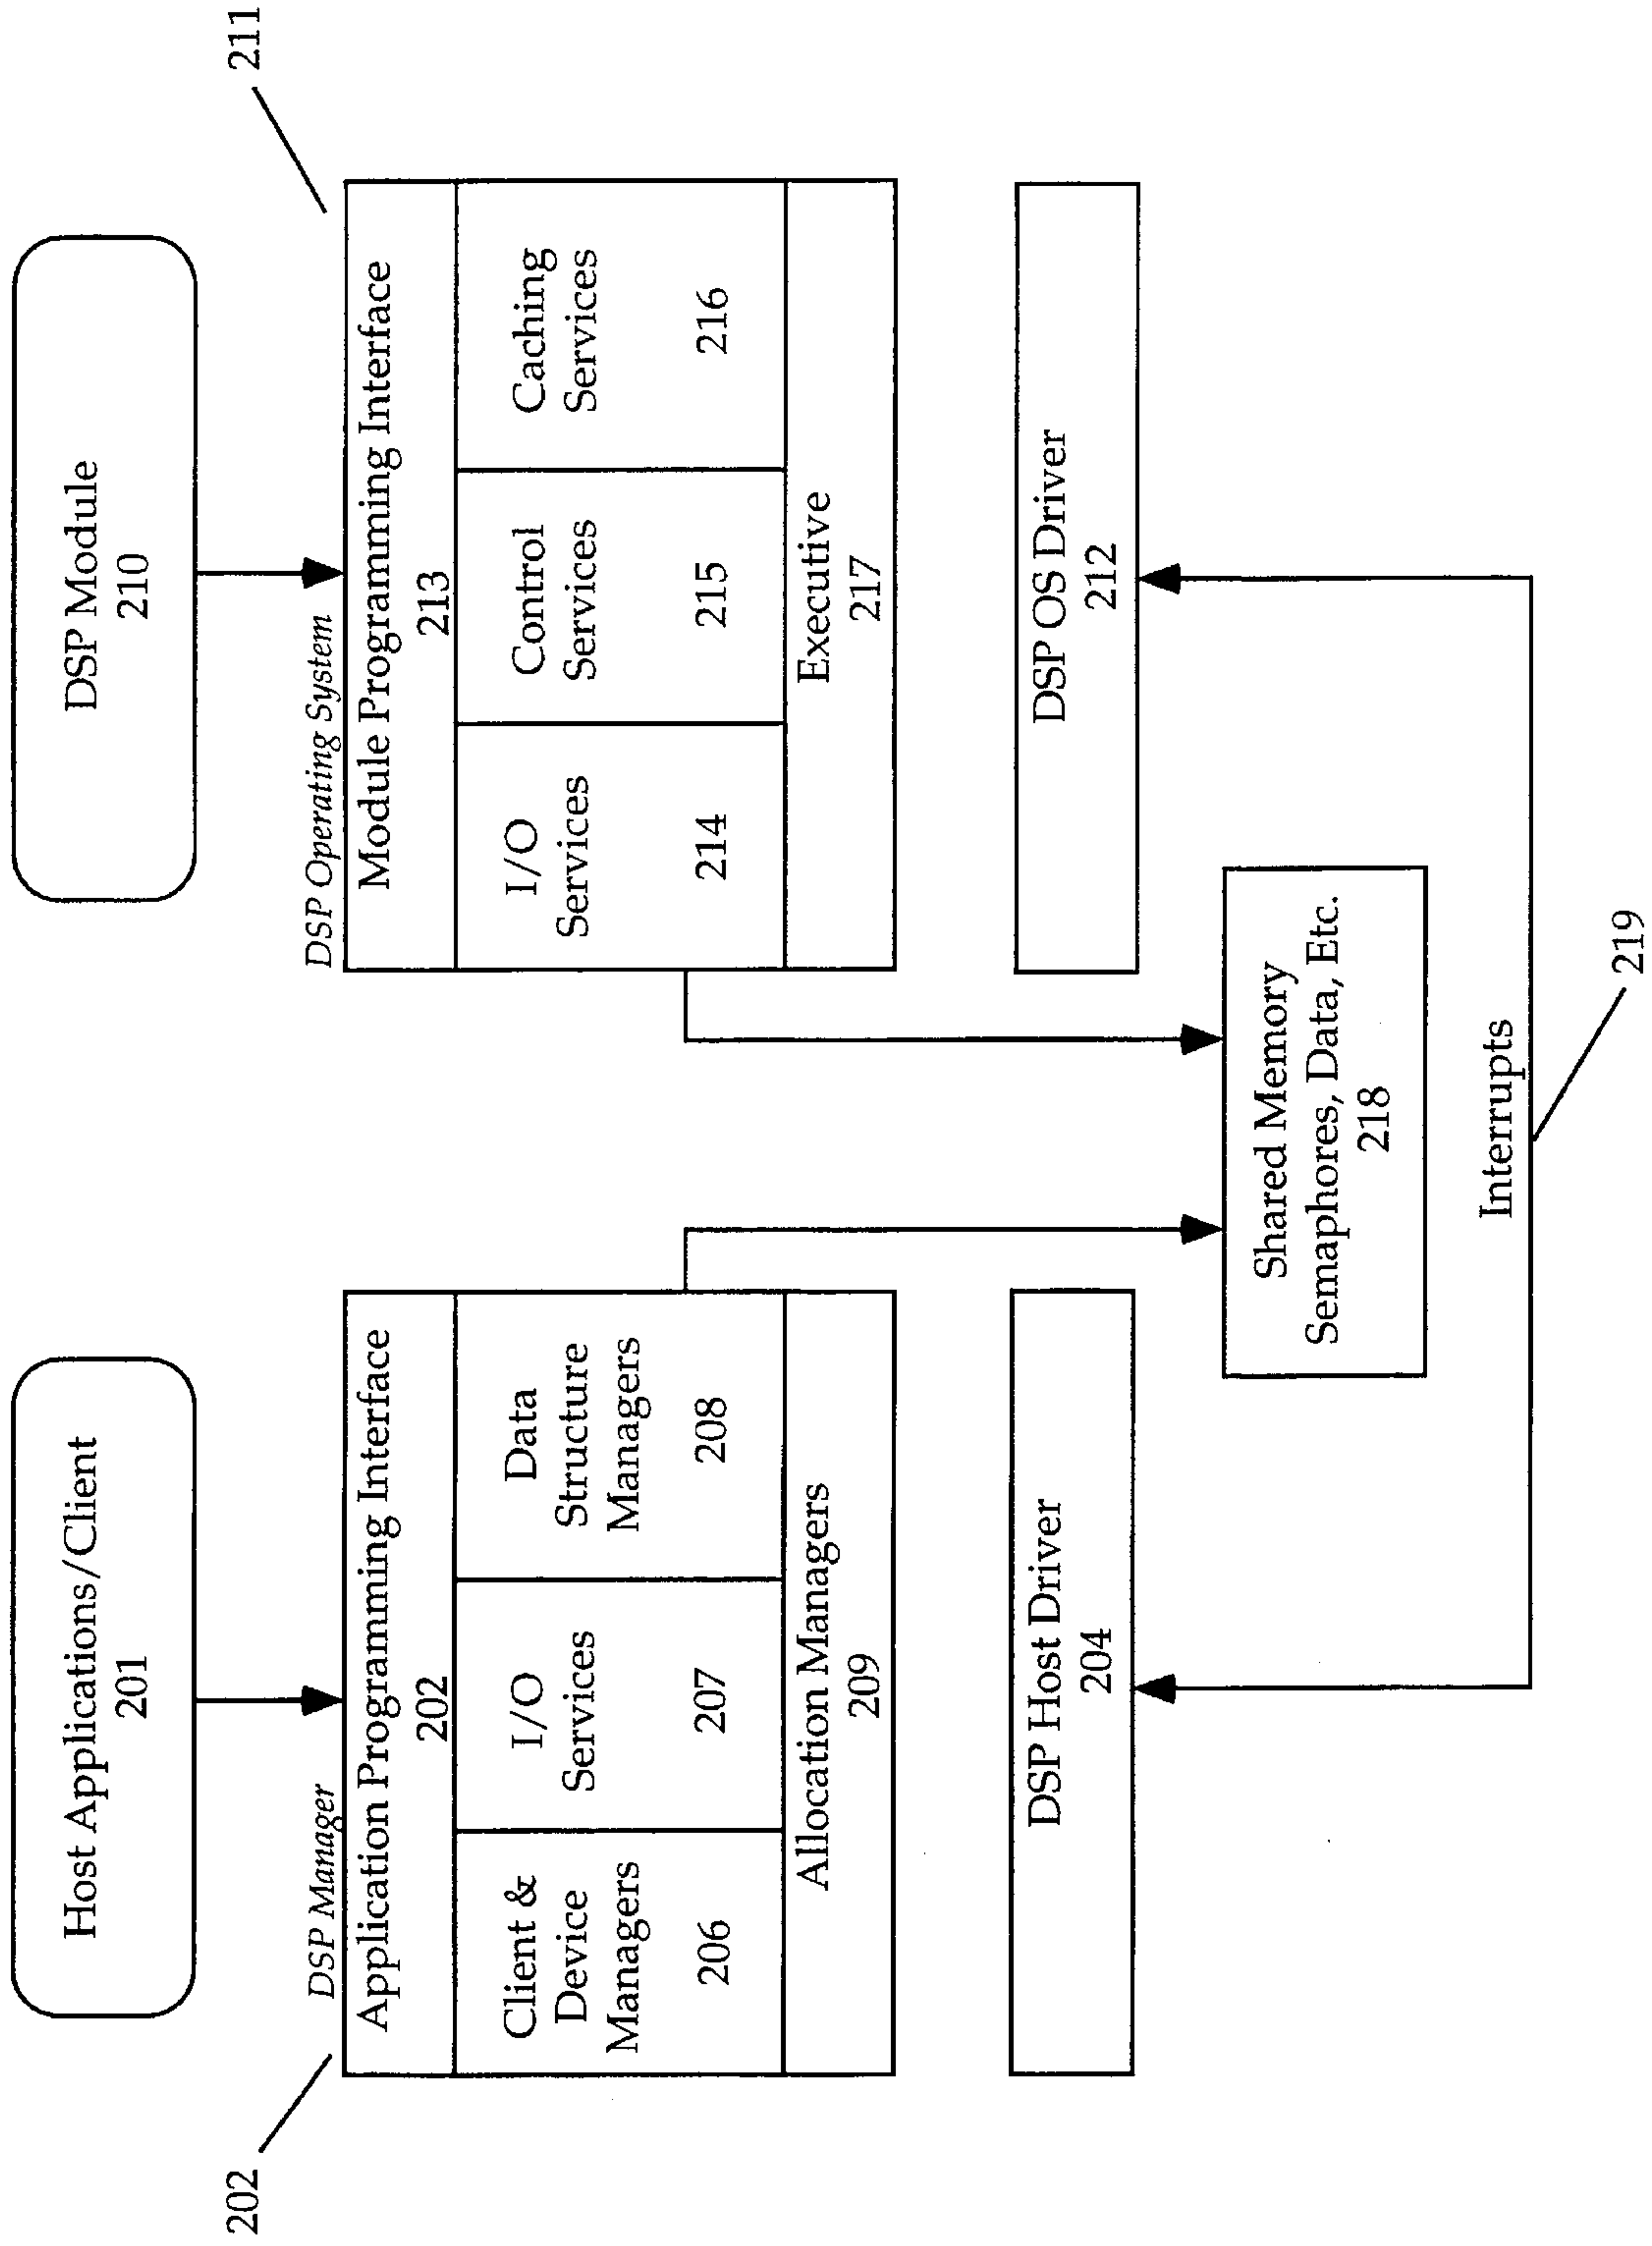 Host Applications/Client
201
DSP Module
210
202
DSP Manager
Application Programming Interface
202
Client &
Device
Managers
206
I/O
Services
207
Data
Structure
Managers
208
Allocation Managers
209
211
DSP Operating System
Module Programming Interface
213
I/O
Services
214
Control
Services
215
Caching
Services
216
Executive
217
DSP Host Driver
204
DSP OS Driver
212
Shared Memory
Semaphores, Data, Etc.
218
Interrupts
219